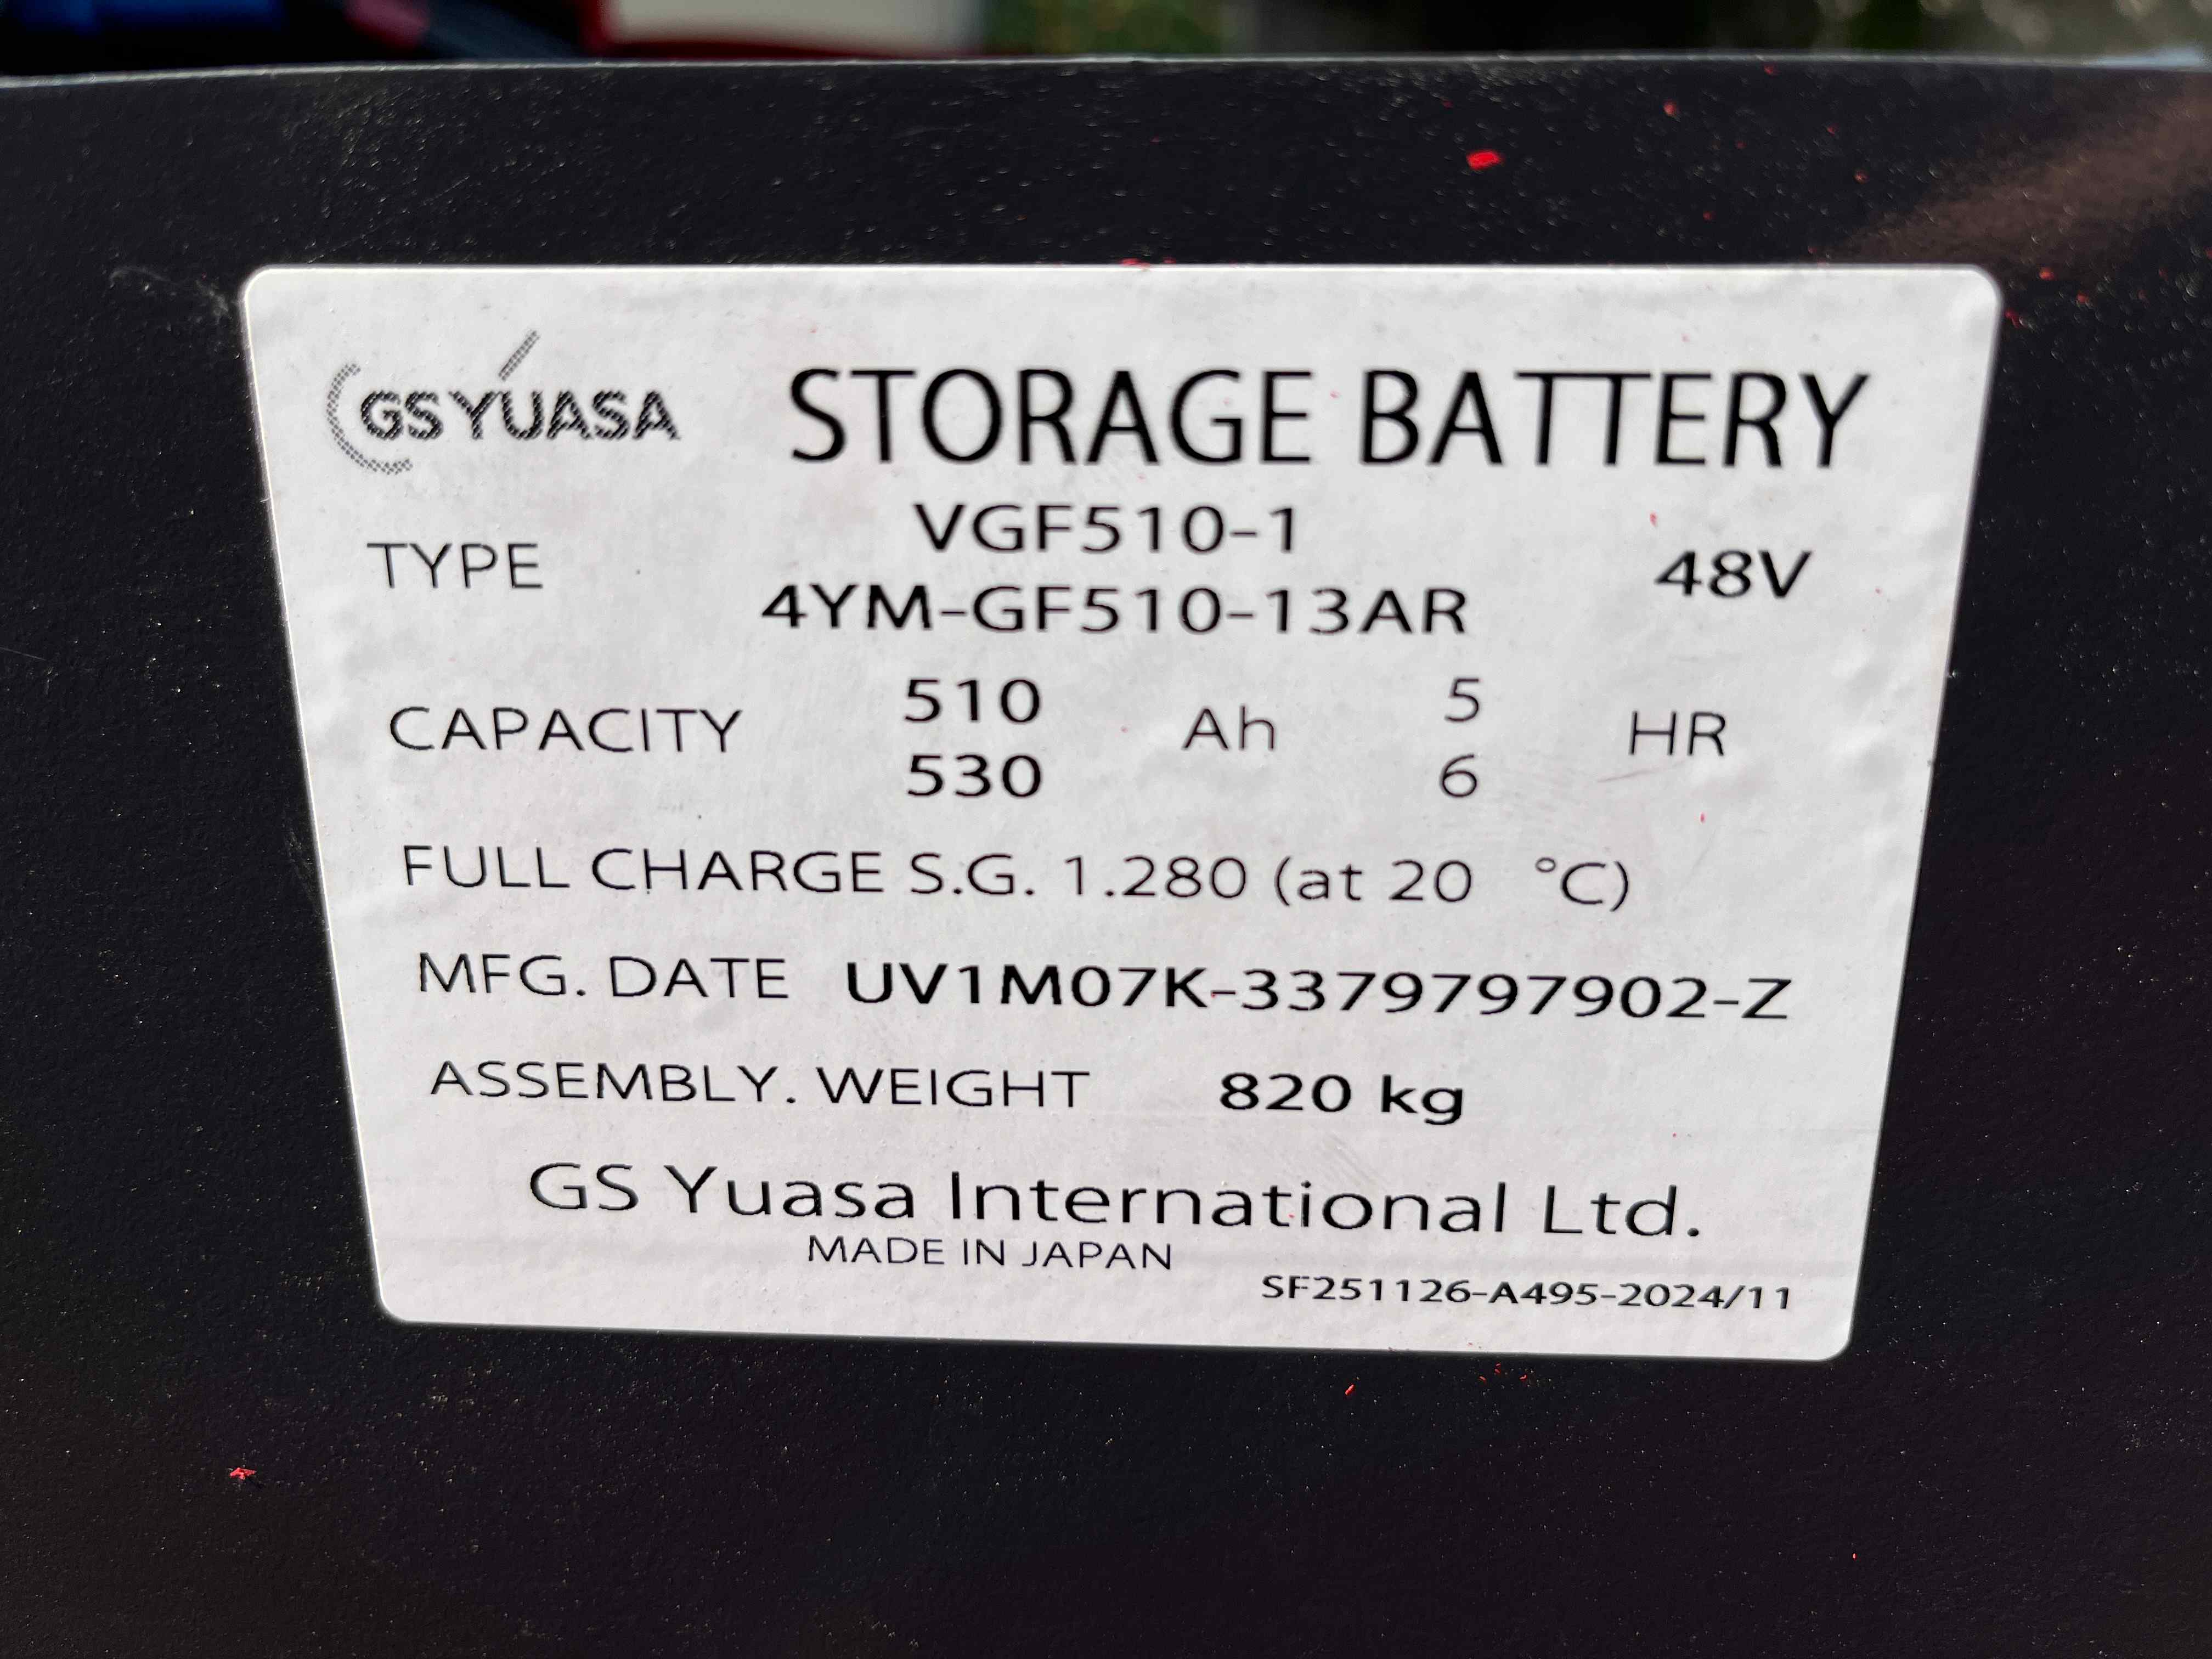 GS YUASA STORAGE BATTERY
VGF510-1
TYPE 48V
4YM-GF510-13AR
510 5
CAPACITY Ah HR
530 6
FULL CHARGE S.G. 1.280 (at 20 °C)
MFG. DATE UV1M07K-3379797902-Z
ASSEMBLY. WEIGHT 820 kg
GS Yuasa International Ltd.
MADE IN JAPAN
SF251126-A495-2024/11